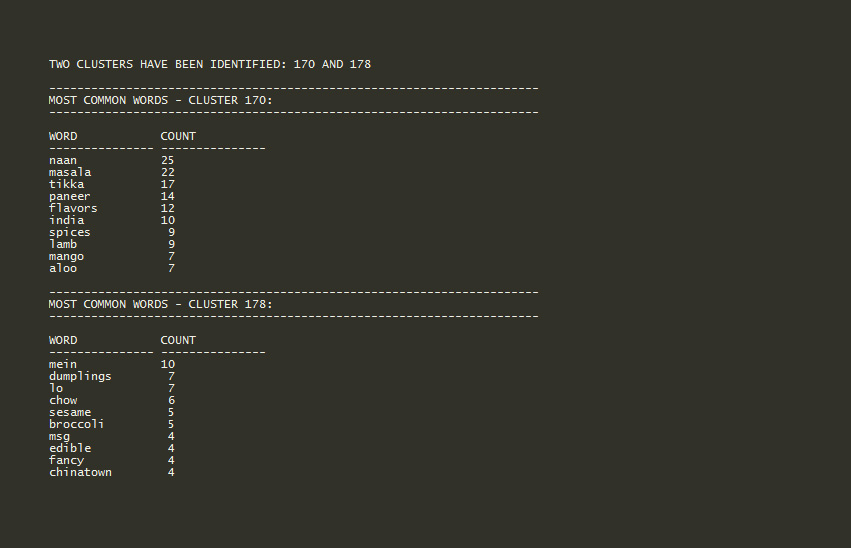 TWO CLUSTERS HAVE BEEN IDENTIFIED: 170 AND 178
----------------------------------------------------------------------
MOST COMMON WORDS - CLUSTER 170:
----------------------------------------------------------------------
WORD            COUNT
--------------- ---------------
naan            25
masala          22
tikka           17
paneer          14
flavors         12
india           10
spices           9
lamb             9
mango            7
aloo             7
----------------------------------------------------------------------
MOST COMMON WORDS - CLUSTER 178:
----------------------------------------------------------------------
WORD            COUNT
--------------- ---------------
mein            10
dumplings        7
lo               7
chow             6
sesame           5
broccoli         5
msg              4
edible           4
fancy            4
chinatown        4